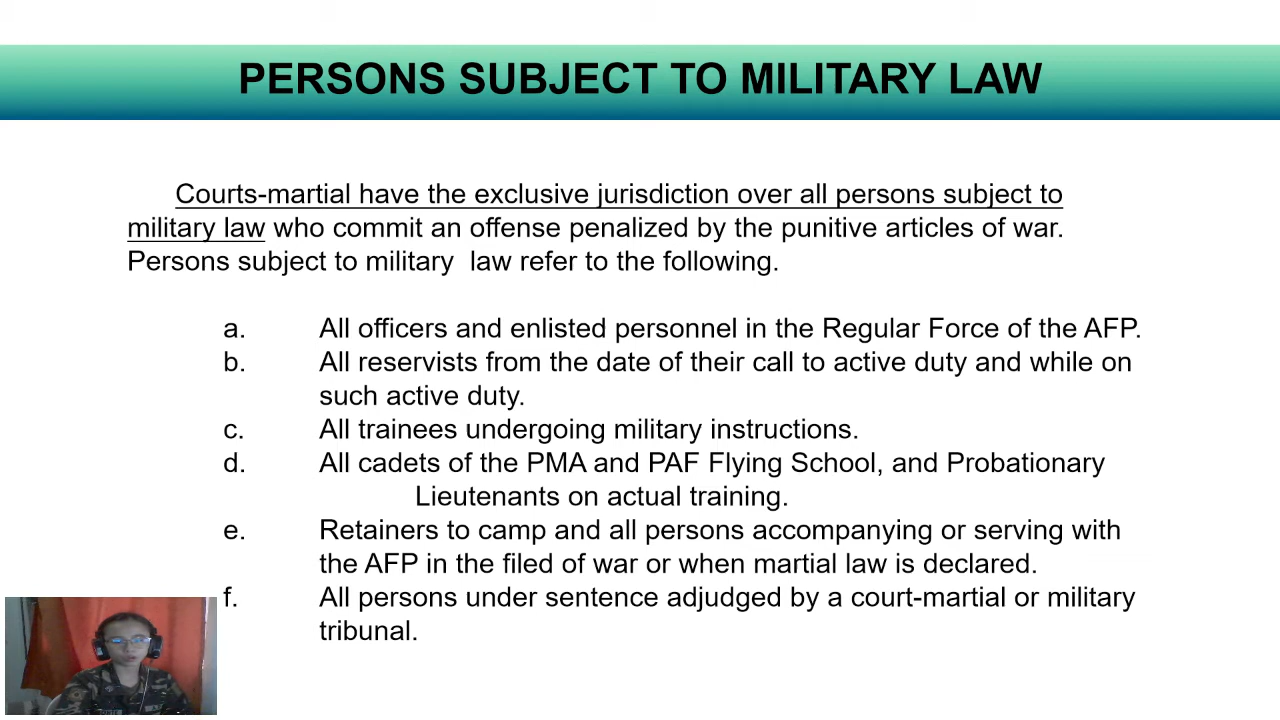 PERSONS SUBJECT TO MILITARY LAW
Courts-martial have the exclusive jurisdiction over all persons subject to
military law who commit an offense penalized by the punitive articles of war.
Persons subject to military law refer to the following.
a. All officers and enlisted personnel in the Regular Force of the AFP.
b. All reservists from the date of their call to active duty and while on
such active duty.
c. All trainees undergoing military instructions.
d. All cadets of the PMA and PAF Flying School, and Probationary
Lieutenants on actual training.
e. Retainers to camp and all persons accompanying or serving with
the AFP in the filed of war or when martial law is declared.
f. All persons under sentence adjudged by a court-martial or military
tribunal.